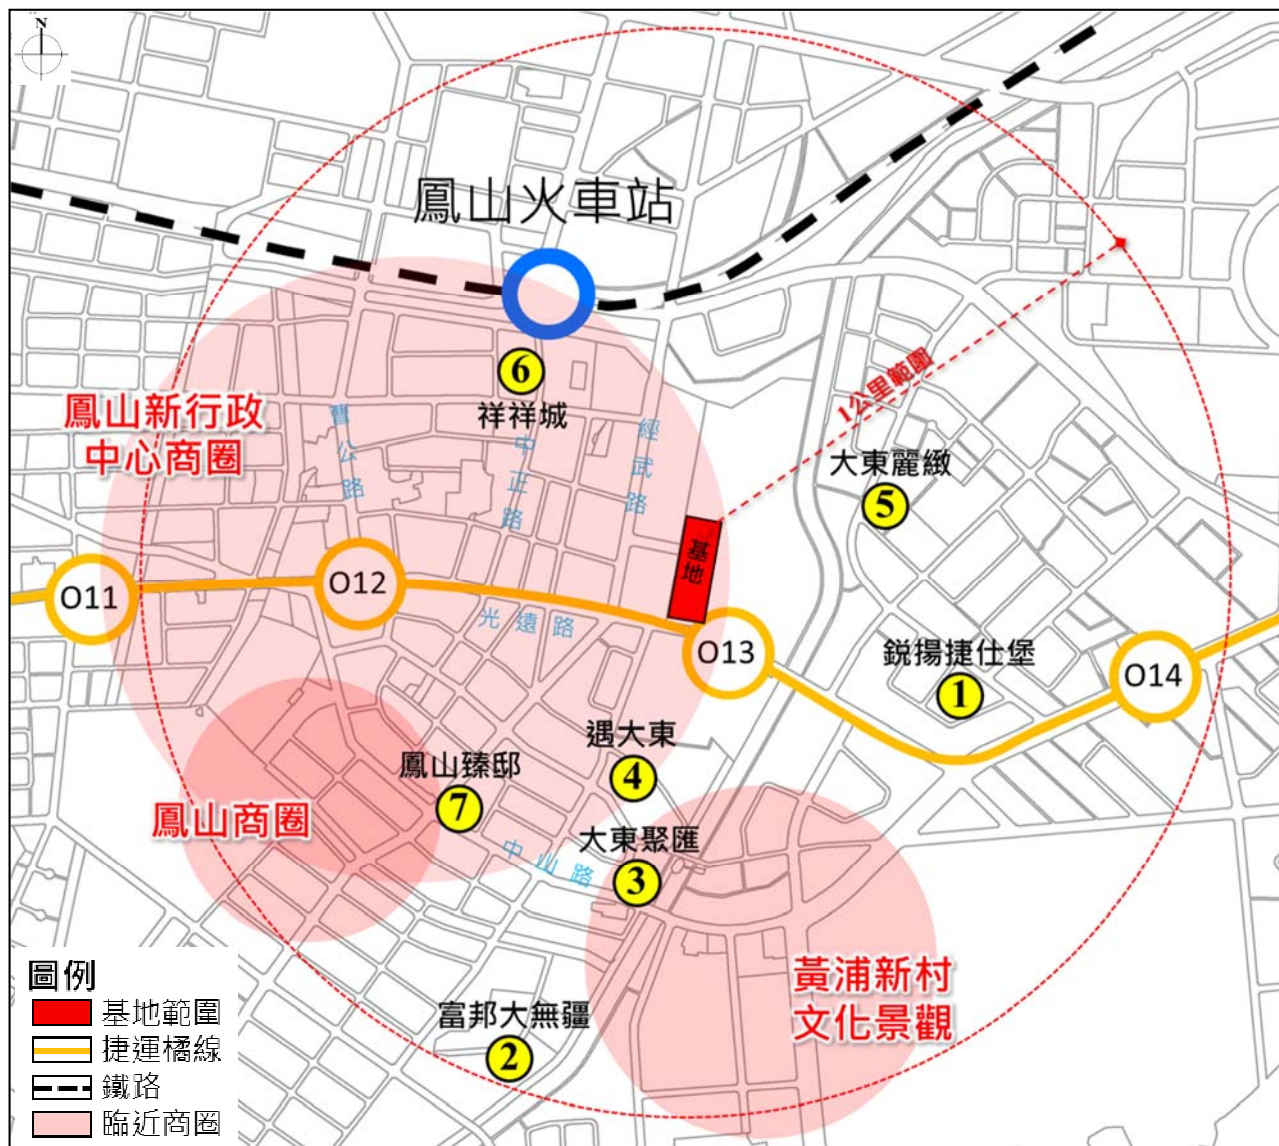 N
鳳山火車站
6
祥祥城
鳳山新行政
中心商圈
曹公路
中正路
經武路
1公里範圍
大東麗緻
5
基地
O11
O12
光遠路
O13
銳揚捷仕堡
1
O14
遇大東
4
鳳山臻邸
7
鳳山商圈
大東聚匯
3
中山路
黃浦新村
文化景觀
富邦大無疆
2
圖例
基地範圍
捷運橘線
鐵路
臨近商圈